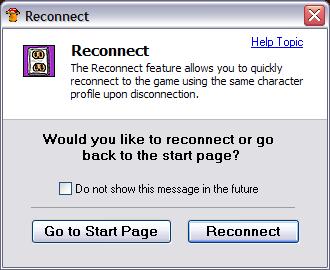 Reconnect
Help Topic
Reconnect
The Reconnect feature allows you to quickly
reconnect to the game using the same character
profile upon disconnection.
Would you like to reconnect or go
back to the start page?
Do not show this message in the future
Go to Start Page
Reconnect